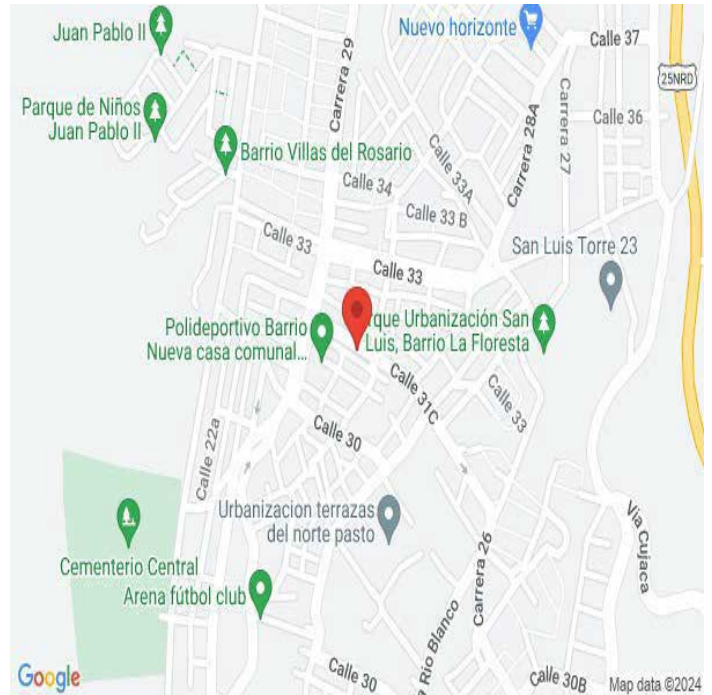 Juan Pablo II
Nuevo horizonte
Calle 37
Carrera 29
25NRD
Parque de Niños
Juan Pablo II
Carrera 28A
Carrera 27
Calle 36
Barrio Villas del Rosario
Calle 33A
Calle 34
Calle 33 B
Calle 33
Calle 33
San Luis Torre 23
Polideportivo Barrio
Nueva casa comunal...
rque Urbanización San
Luis, Barrio La Floresta
Calle 31C
Calle 33
Calle 22a
Calle 30
Urbanizacion terrazas
del norte pasto
Via Cujaca
Cementerio Central
Arena fútbol club
Carrera 26
a Rio Blanco
Calle 30
Calle 30B
Google
Map data ©2024